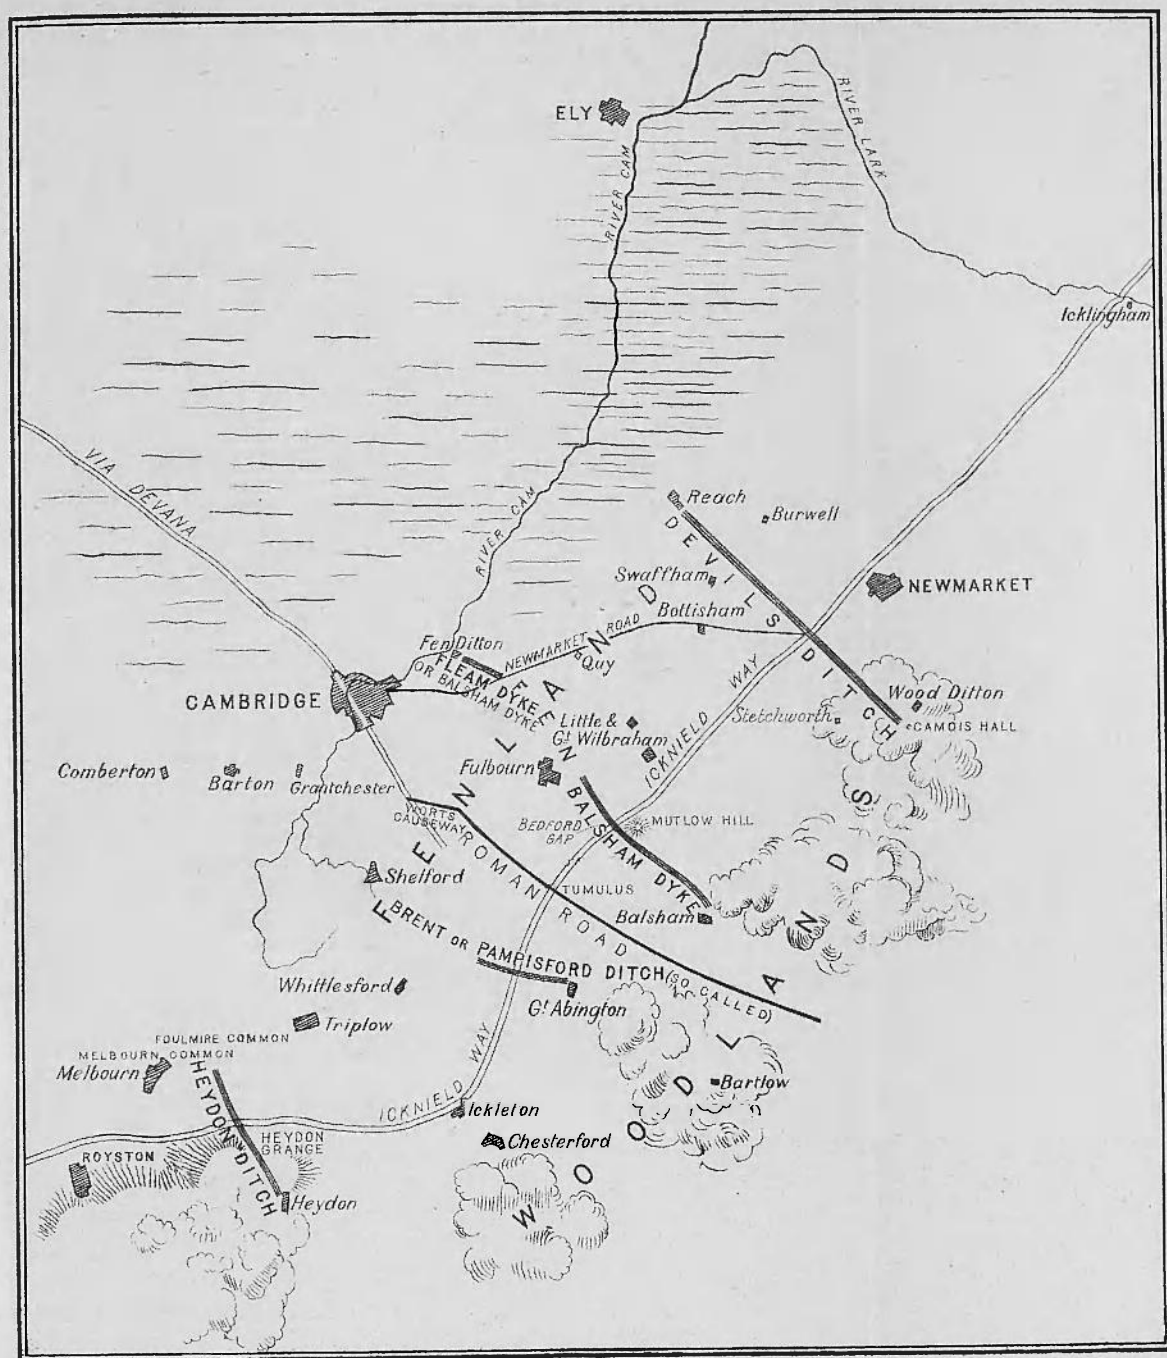 ELY
RIVER LARK
RIVER CAM
Icklingham
VIA DEVANA
RIVER CAM
Reach
Burwell
DEVILS DITCH
Swaffham
NEWMARKET
Bottisham
Fen Ditton
NEWMARKET ROAD
Quy
FLEAM DYKE
OR BALSHAM DYKE
CAMBRIDGE
ICKNIELD WAY
Wood Ditton
Stetchworth
CAMOIS HALL
Little &
Gt Wilbraham
Comberton
Barton
Grantchester
Fulbourn
WORTS
CAUSEWAY
BEDFORD
GAP
MUTLOW HILL
BALSHAM DYKE
ROMAN ROAD
TUMULUS
Shelford
Balsham
FEN LAND
FEN
BRENT OR PAMPISFORD DITCH (SO CALLED)
Whittlesford
Gt Abington
Triplow
FOULMIRE COMMON
MELBOURN COMMON
Melbourn
HEYDON DITCH
ICKNIELD WAY
Ickleton
Bartlow
HEYDON
GRANGE
Chesterford
ROYSTON
Heydon
WOODLANDS